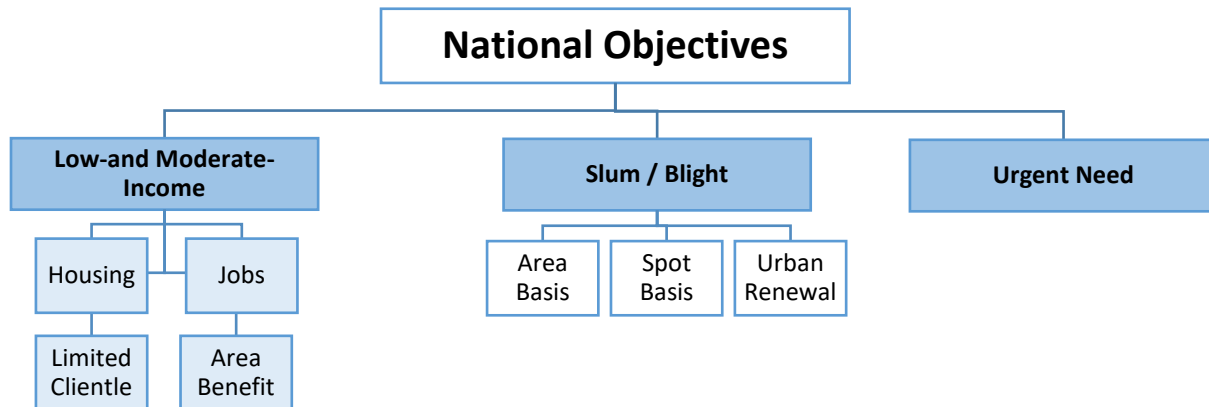 National Objectives
Low-and Moderate-
Income
Slum / Blight
Urgent Need
Housing
Jobs
Area
Basis
Spot
Basis
Urban
Renewal
Limited
Clientle
Area
Benefit